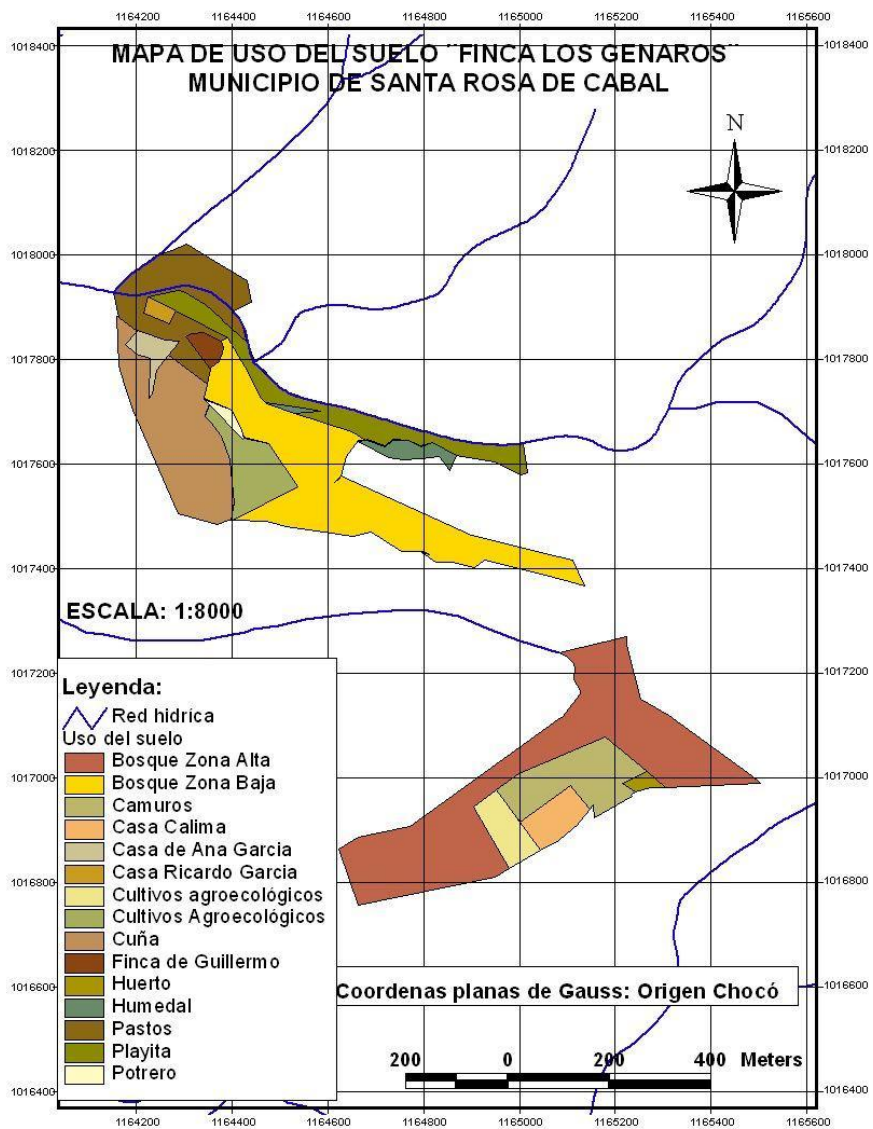 1164200 1164400 1164600 1164800 1165000 1165200 1165400 1165600
1018400 1018400
MAPA DE USO DEL SUELO ¨FINCA LOS GENAROS¨
MUNICIPIO DE SANTA ROSA DE CABAL
N
1018200 1018200
1018000 1018000
1017800 1017800
1017600 1017600
1017400 1017400
ESCALA: 1:8000
1017200 1017200
Leyenda:
Red hidrica
Uso del suelo
Bosque Zona Alta
1017000 1017000
Bosque Zona Baja
Camuros
Casa Calima
Casa de Ana Garcia
Casa Ricardo Garcia
1016800 1016800
Cultivos agroecológicos
Cultivos Agroecológicos
Cuña
Finca de Guillermo
Huerto
1016600 1016600
Coordenas planas de Gauss: Origen Chocó
Humedal
Pastos
Playita
Potrero
200 0 200 400 Meters
1016400 1016400
1164200 1164400 1164600 1164800 1165000 1165200 1165400 1165600